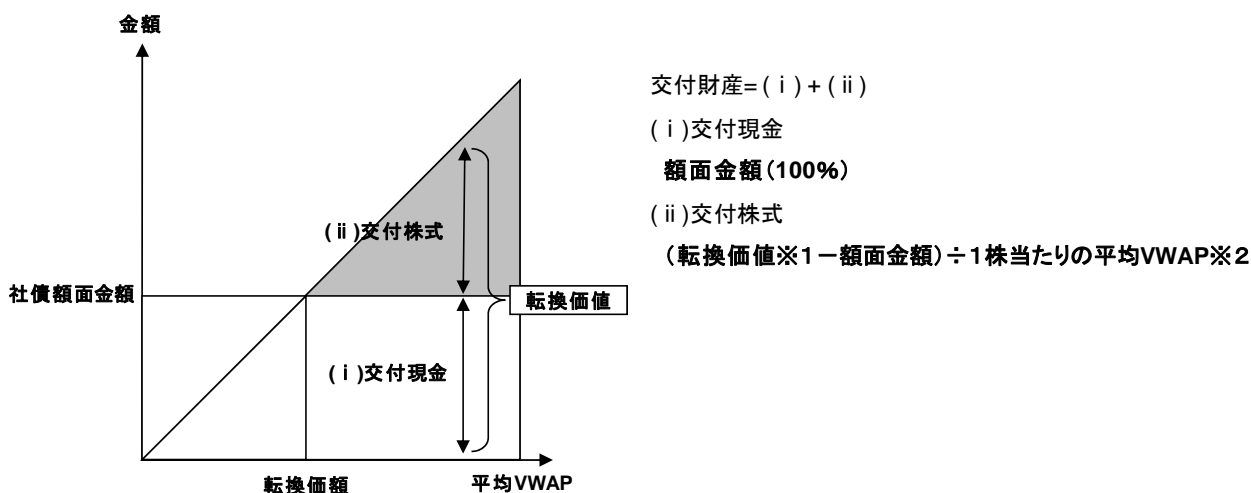 金額
交付財産=(ⅰ)+(ⅱ)
(ⅰ)交付現金
額面金額(100%)
(ⅱ)交付株式
(転換価値※1-額面金額)÷1株当たりの平均VWAP※2
(ⅱ)交付株式
社債額面金額
転換価値
(ⅰ)交付現金
転換価額
平均VWAP